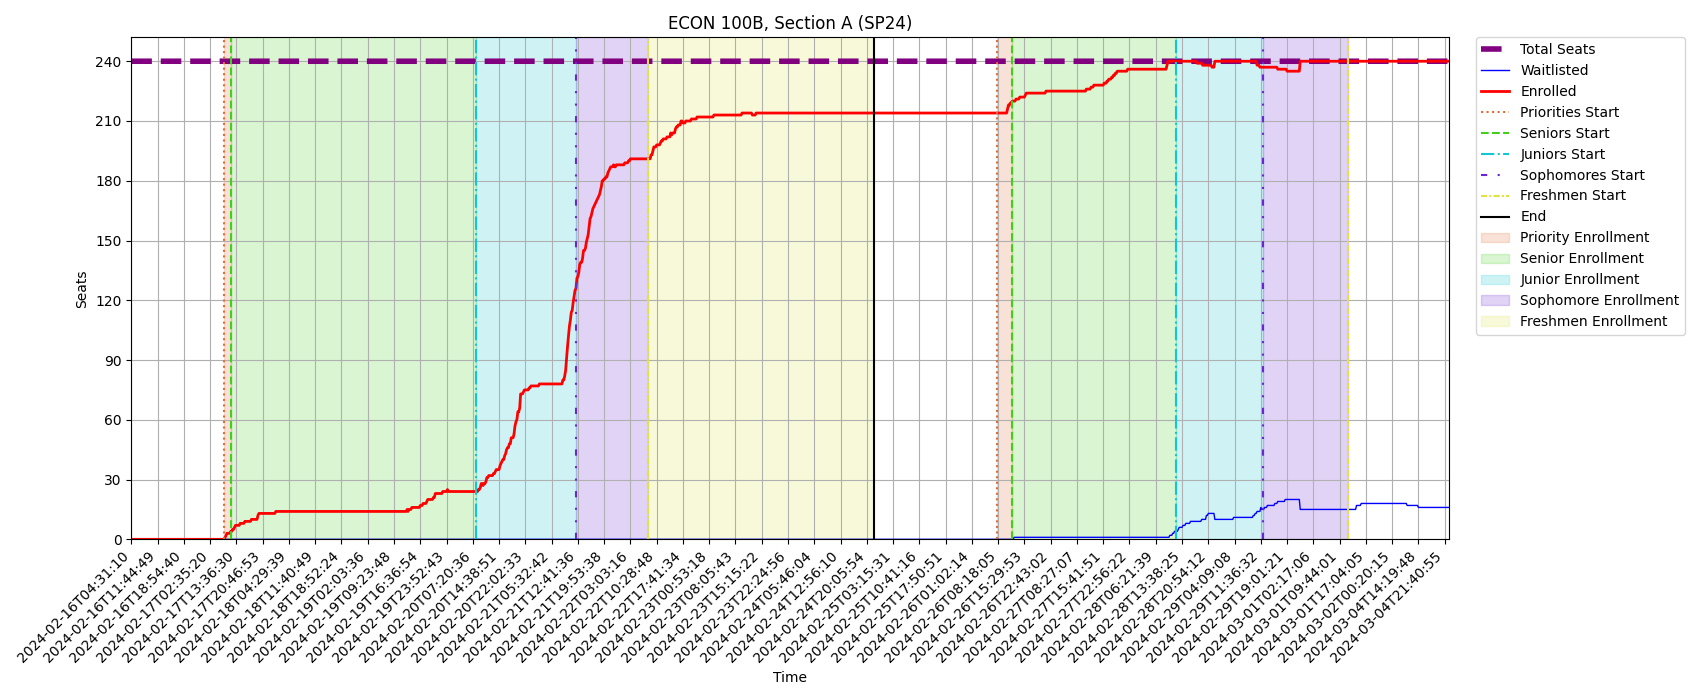 ECON 100B, Section A (SP24)
Seats
240
210
180
150
120
90
60
30
0
2024-02-16T04:31:10
2024-02-16T11:44:49
2024-02-16T18:54:40
2024-02-17T02:35:20
2024-02-17T13:36:30
2024-02-17T20:46:53
2024-02-18T04:29:39
2024-02-18T11:40:49
2024-02-18T18:52:24
2024-02-19T02:03:36
2024-02-19T09:23:48
2024-02-19T16:36:54
2024-02-19T23:52:43
2024-02-20T07:20:36
2024-02-20T14:38:51
2024-02-21T05:32:42
2024-02-21T12:41:36
2024-02-21T19:53:38
2024-02-22T03:03:16
2024-02-22T10:28:48
2024-02-22T17:41:34
2024-02-23T00:53:18
2024-02-23T08:05:43
2024-02-23T15:15:22
2024-02-23T22:24:56
2024-02-24T05:46:04
2024-02-24T12:56:10
2024-02-24T20:05:54
2024-02-25T03:15:31
2024-02-25T10:41:16
2024-02-25T17:50:51
2024-02-26T01:02:14
2024-02-26T08:18:05
2024-02-26T15:29:53
2024-02-26T22:43:02
2024-02-27T08:27:07
2024-02-27T15:41:51
2024-02-27T22:56:22
2024-02-28T06:21:39
2024-02-28T13:38:25
2024-02-28T20:54:12
2024-02-29T04:09:08
2024-02-29T11:36:32
2024-02-29T19:01:21
2024-03-01T02:17:06
2024-03-01T09:44:01
2024-03-01T17:04:05
2024-03-02T00:20:15
2024-03-04T14:19:48
2024-03-04T21:40:55
Time
Total Seats
Waitlisted
Enrolled
Priorities Start
Seniors Start
Juniors Start
Sophomores Start
Freshmen Start
End
Priority Enrollment
Senior Enrollment
Junior Enrollment
Sophomore Enrollment
Freshmen Enrollment